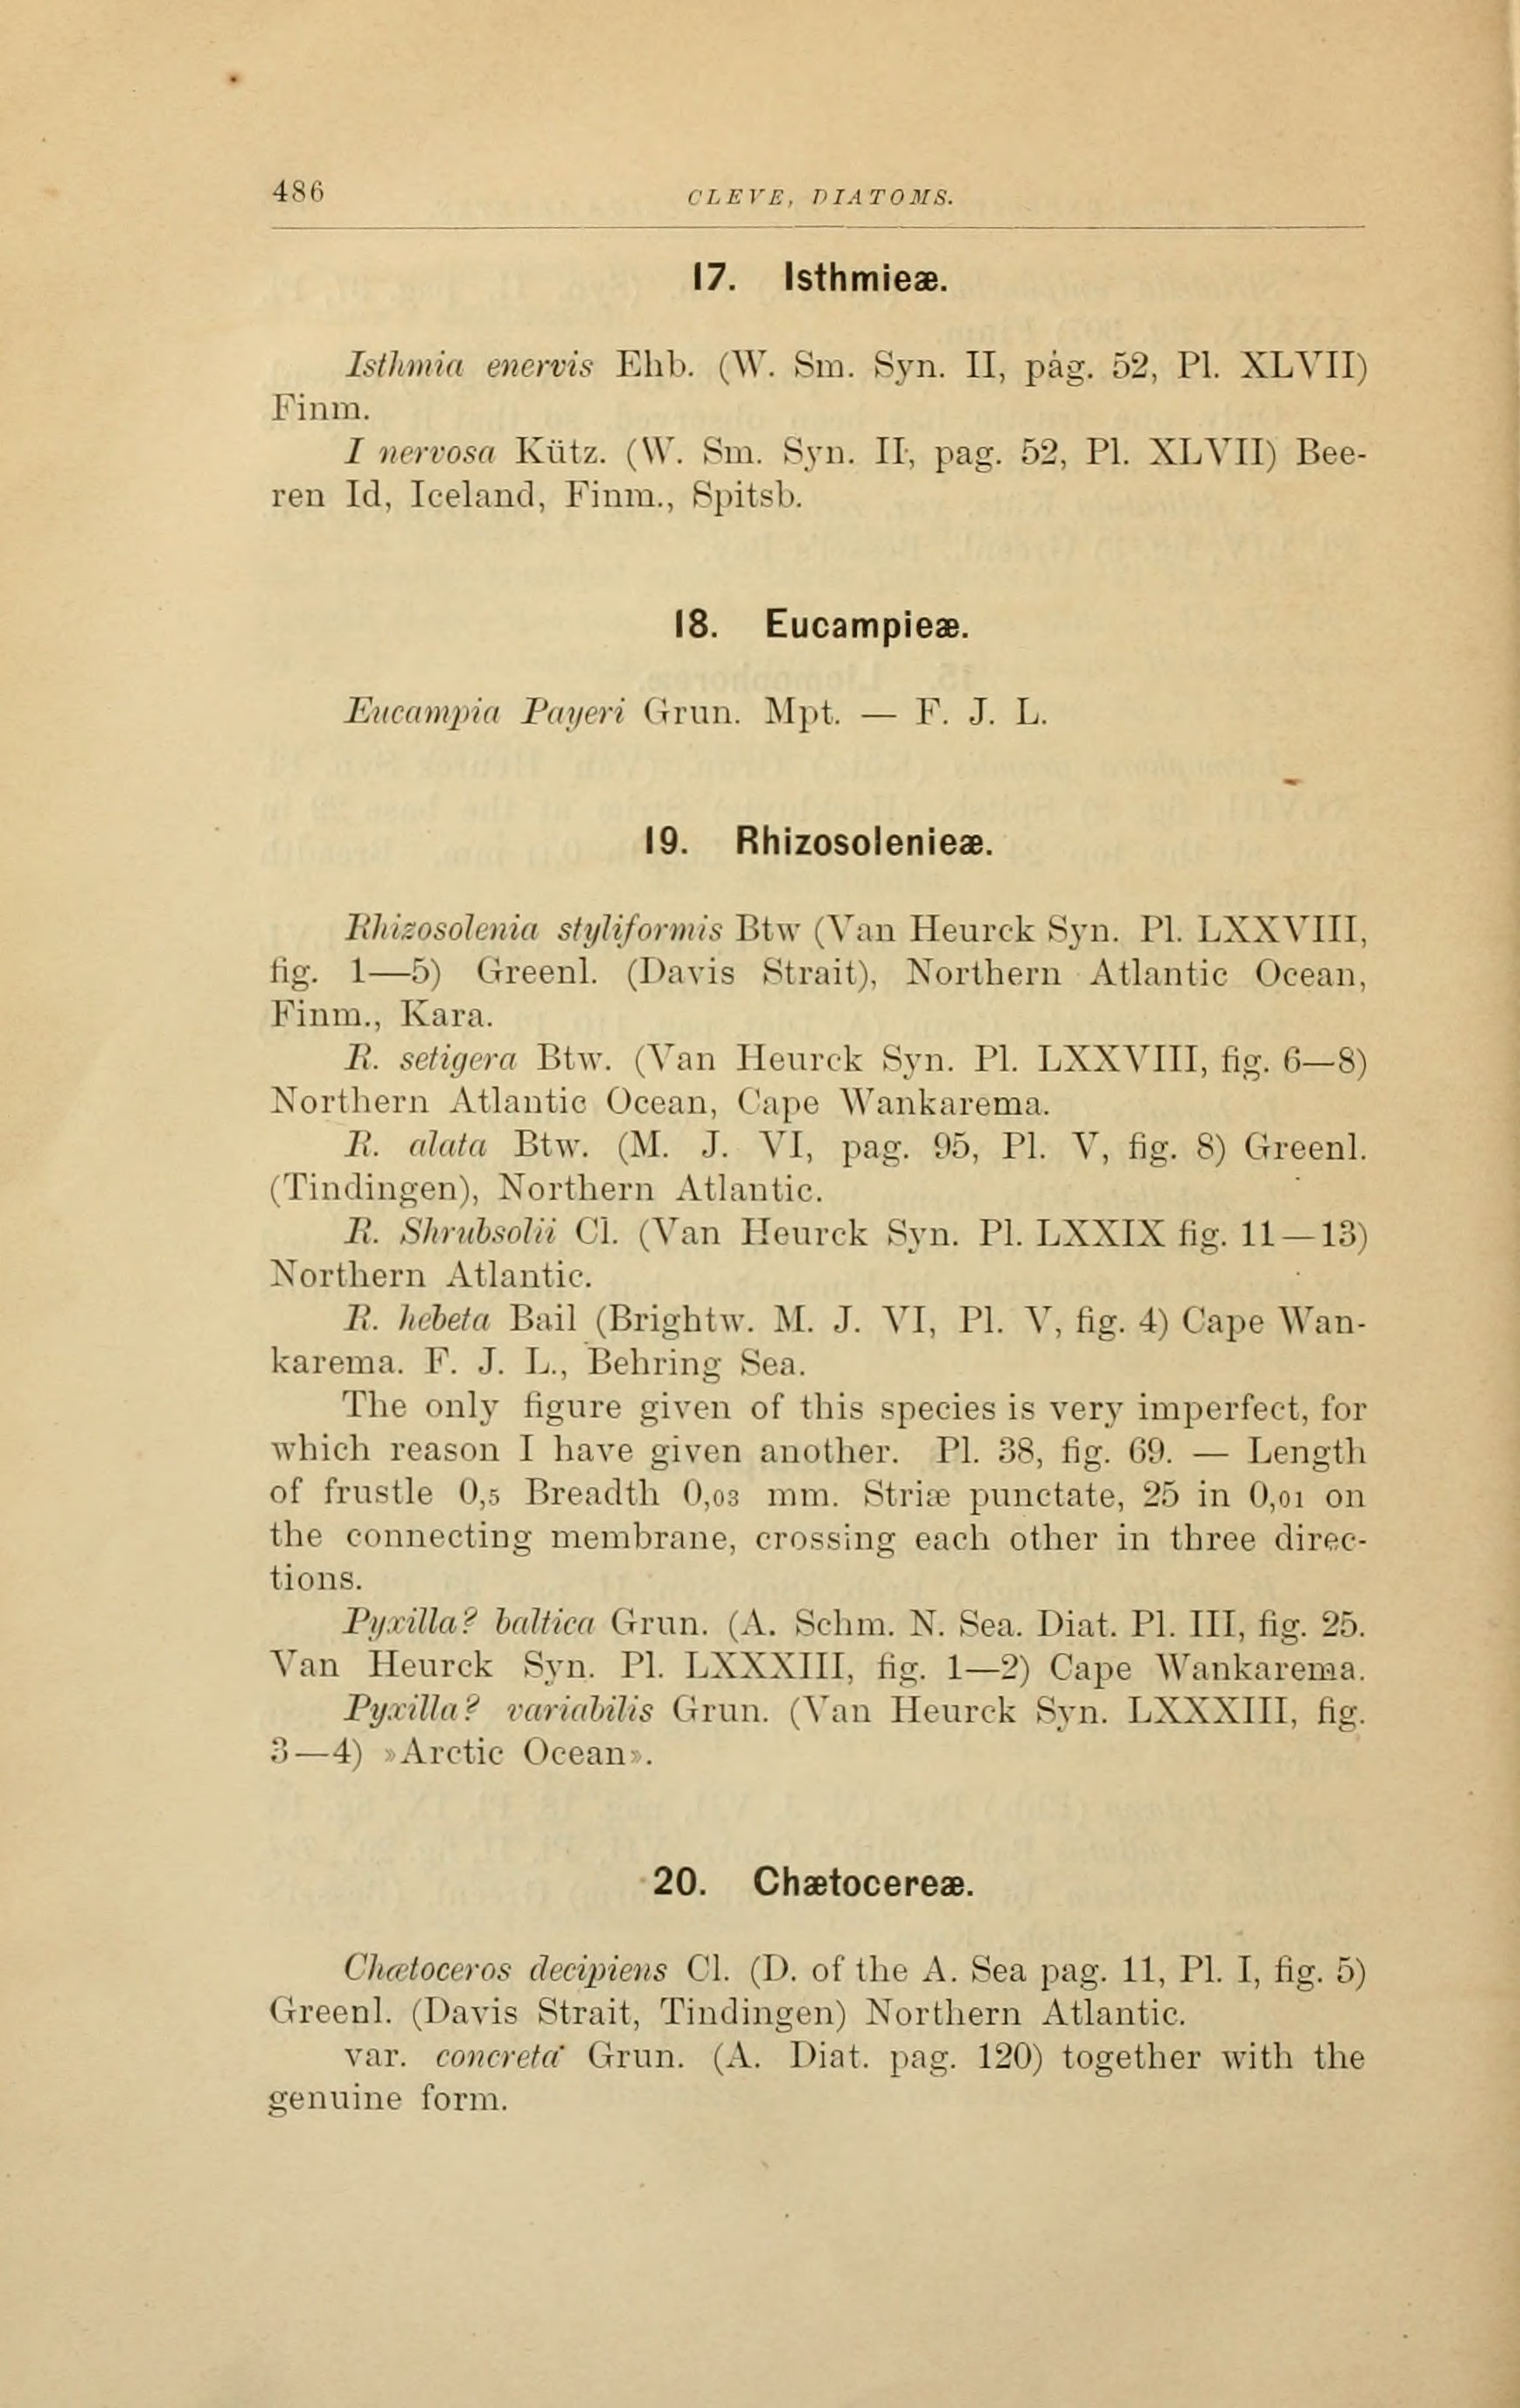 486
CLEVE, DIATOMS.
17. Isthmieæ.
Isthmia enervis Ehb. (W. Sm. Syn. II, pag. 52, Pl. XLVII)
Finm.
I nervosa Kütz. (W. Sm. Syn. II, pag. 52, Pl. XLVII) Bee-
ren Id, Iceland, Finm., Spitsb.
18. Eucampieæ.
Eucampia Payeri Grun. Mpt. — F. J. L.
19. Rhizosolenieæ.
Rhizosolenia styliformis Btw (Van Heurck Syn. Pl. LXXVIII,
fig. 1—5) Greenl. (Davis Strait), Northern Atlantic Ocean,
Finm., Kara.
R. setigera Btw. (Van Heurck Syn. Pl. LXXVIII, fig. 6—8)
Northern Atlantic Ocean, Cape Wankarema.
R. alata Btw. (M. J. VI, pag. 95, Pl. V, fig. 8) Greenl.
(Tindingen), Northern Atlantic.
R. Shrubsolii Cl. (Van Heurck Syn. Pl. LXXIX fig. 11—13)
Northern Atlantic.
R. hebeta Bail (Brightw. M. J. VI, Pl. V, fig. 4) Cape Wan-
karema. F. J. L., Behring Sea.
The only figure given of this species is very imperfect, for
which reason I have given another. Pl. 38, fig. 69. — Length
of frustle 0,5 Breadth 0,03 mm. Striæ punctate, 25 in 0,01 on
the connecting membrane, crossing each other in three direc-
tions.
Pyxilla? baltica Grun. (A. Schm. N. Sea. Diat. Pl. III, fig. 25.
Van Heurck Syn. Pl. LXXXIII, fig. 1—2) Cape Wankarema.
Pyxilla? variabilis Grun. (Van Heurck Syn. LXXXIII, fig.
3—4) »Arctic Ocean».
20. Chætocereæ.
Chætoceros decipiens Cl. (D. of the A. Sea pag. 11, Pl. I, fig. 5)
Greenl. (Davis Strait, Tindingen) Northern Atlantic.
var. concreta Grun. (A. Diat. pag. 120) together with the
genuine form.